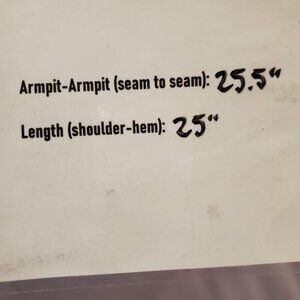 Armpit-Armpit (seam to seam): 25.5"
Length (shoulder-hem): 25"